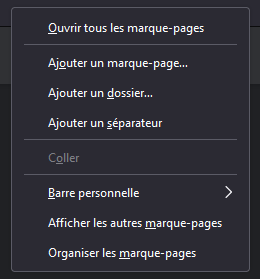 Ouvrir tous les marque-pages
Ajouter un marque-page...
Ajouter un dossier...
Ajouter un séparateur
Coller
Barre personnelle
Afficher les autres marque-pages
Organiser les marque-pages